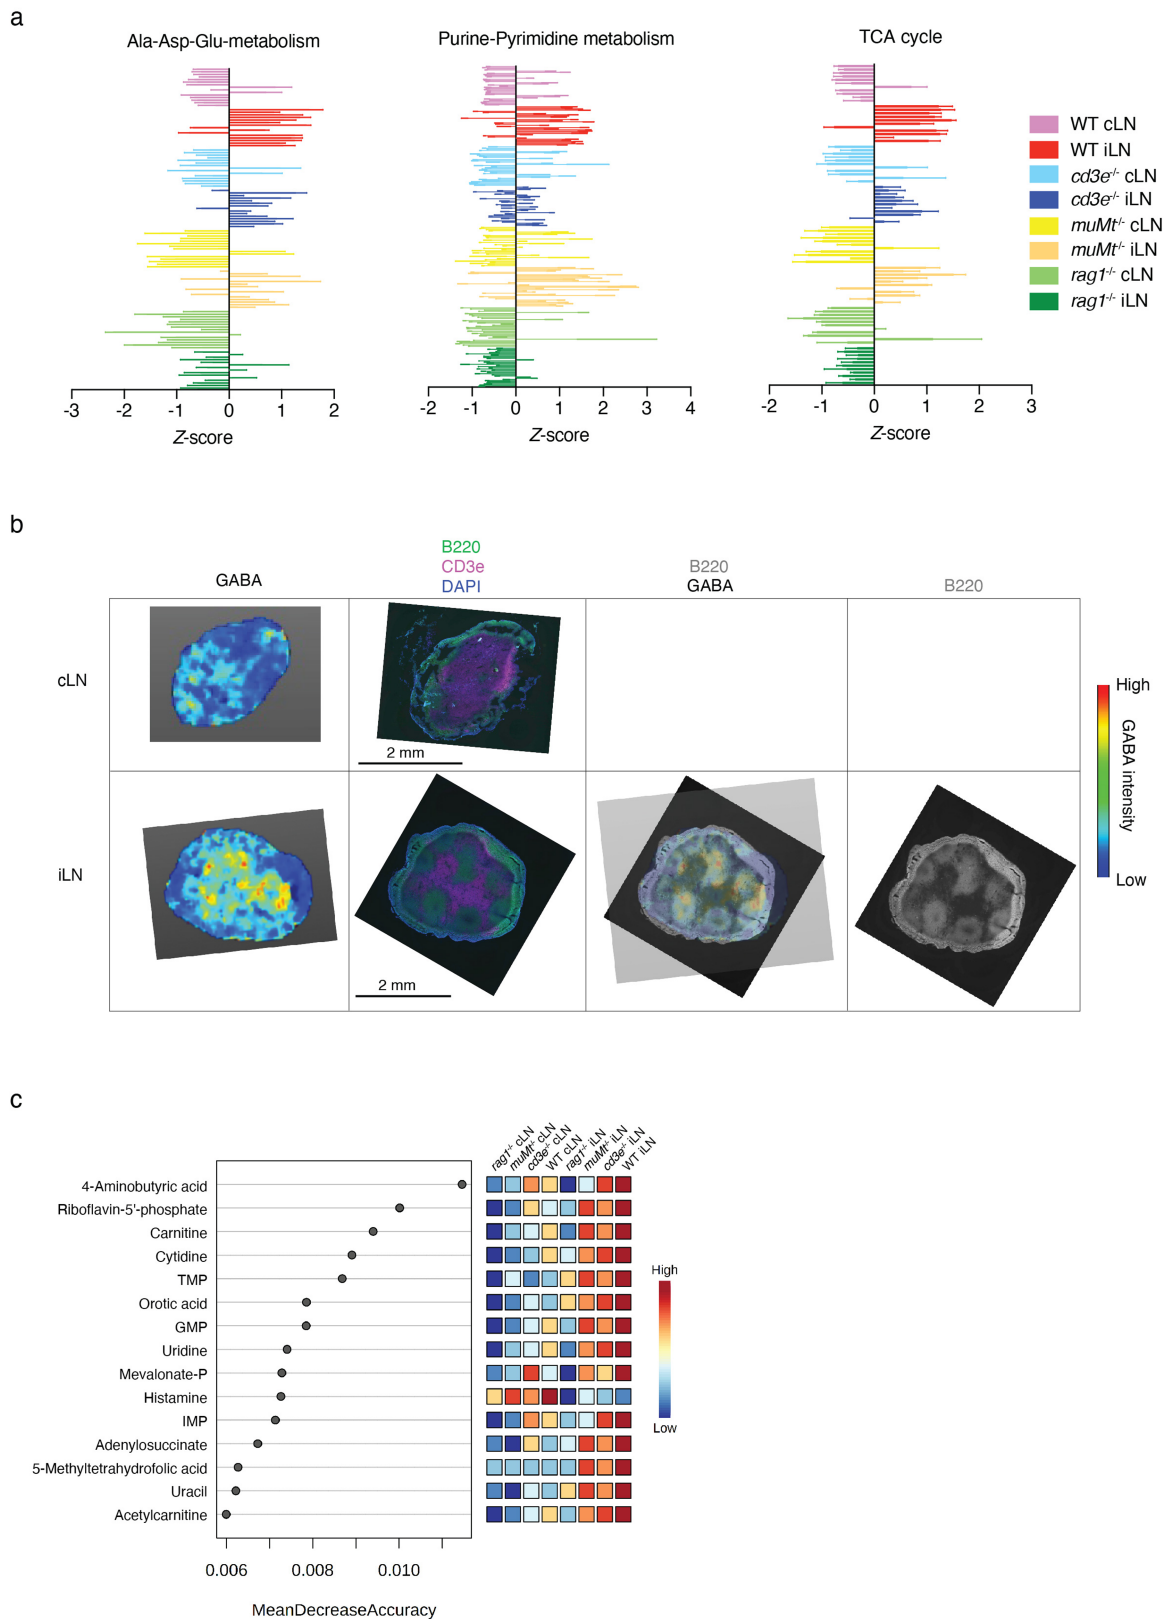 a
Ala-Asp-Glu-metabolism
Purine-Pyrimidine metabolism
TCA cycle
-3 -2 -1 0 1 2
Z-score
-2 -1 0 1 2 3 4
Z-score
-2 -1 0 1 2 3
Z-score
WT cLN
WT iLN
cd3e-/- cLN
cd3e-/- iLN
muMt-/- cLN
muMt-/- iLN
rag1-/- cLN
rag1-/- iLN
b
GABA
B220
CD3e
DAPI
B220
GABA
B220
cLN
2 mm
iLN
2 mm
High
GABA intensity
Low
c
rag1-/- cLN
muMt-/- cLN
cd3e-/- cLN
WT cLN
rag1-/- iLN
muMt-/- iLN
cd3e-/- iLN
WT iLN
4-Aminobutyric acid
Riboflavin-5'-phosphate
Carnitine
Cytidine
TMP
Orotic acid
GMP
Uridine
Mevalonate-P
Histamine
IMP
Adenylosuccinate
5-Methyltetrahydrofolic acid
Uracil
Acetylcarnitine
0.006 0.008 0.010
MeanDecreaseAccuracy
High
Low